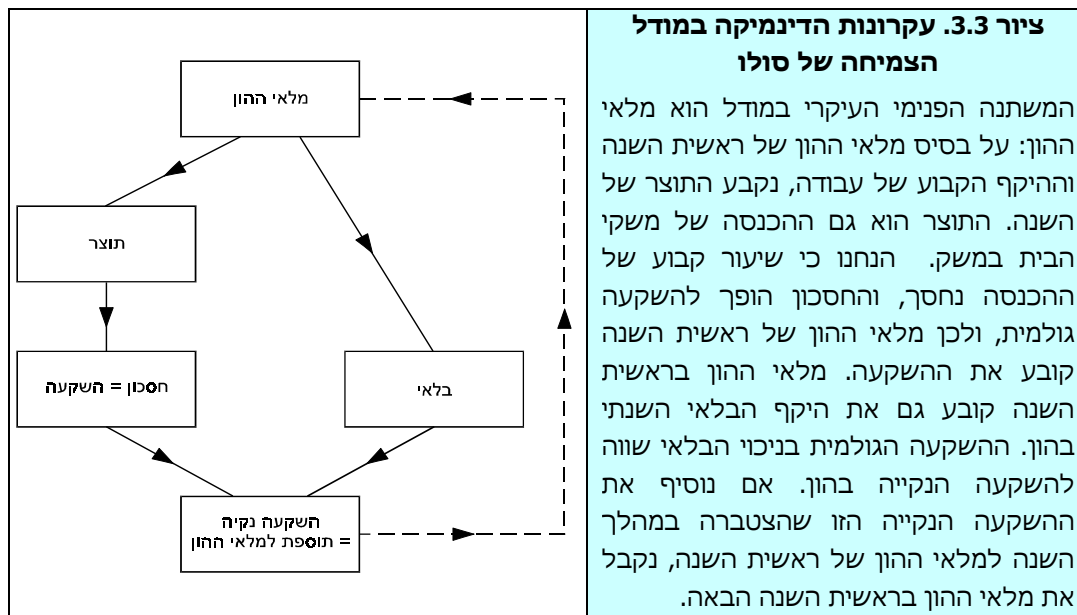 ציור 3.3. עקרונות הדינמיקה במודל
הצמיחה של סולו
המשתנה הפנימי העיקרי במודל הוא מלאי
ההון: על בסיס מלאי ההון של ראשית השנה
וההיקף הקבוע של עבודה, נקבע התוצר של
השנה. התוצר הוא גם ההכנסה של משקי
הבית במשק. הנחנו כי שיעור קבוע של
ההכנסה נחסך, והחסכון הופך להשקעה
גולמית, ולכן מלאי ההון של ראשית השנה
קובע את ההשקעה. מלאי ההון בראשית
השנה קובע גם את היקף הבלאי השנתי
בהון. ההשקעה הגולמית בניכוי הבלאי שווה
להשקעה הנקייה בהון. אם נוסיף את
ההשקעה הנקייה הזו שהצטברה במהלך
השנה למלאי ההון של ראשית השנה, נקבל
את מלאי ההון בראשית השנה הבאה.
מלאי ההון
תוצר
חסכון = השקעה
בלאי
השקעה נקיה
= תוספת למלאי ההון